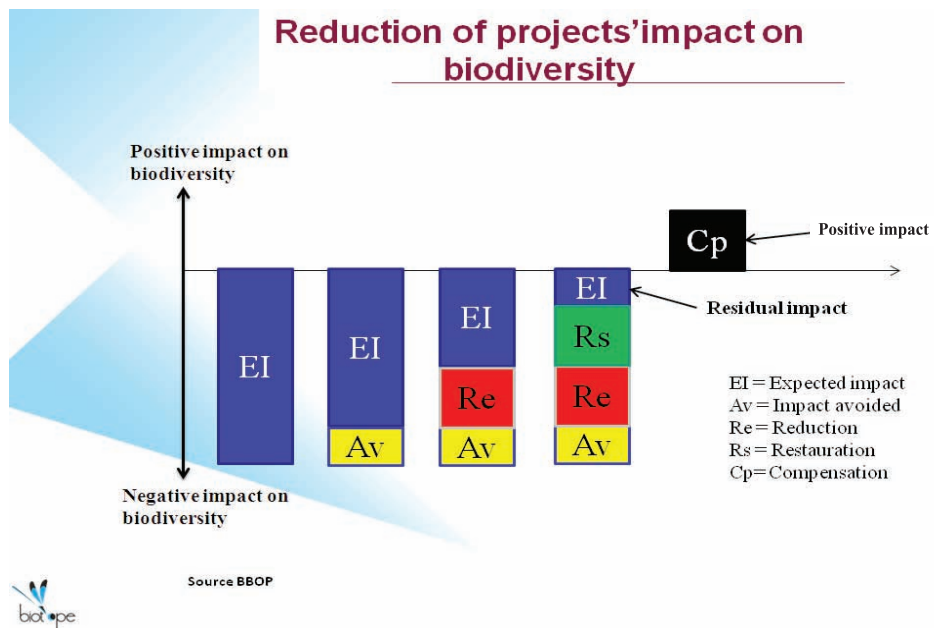 Reduction of projects'impact on
biodiversity
Positive impact on
biodiversity
Cp
Positive impact
EI
EI
Av
EI
Re
Av
EI
Rs
Re
Av
Residual impact
EI = Expected impact
Av = Impact avoided
Re = Reduction
Rs = Restauration
Cp= Compensation
Negative impact on
biodiversity
Source BBOP
biotope